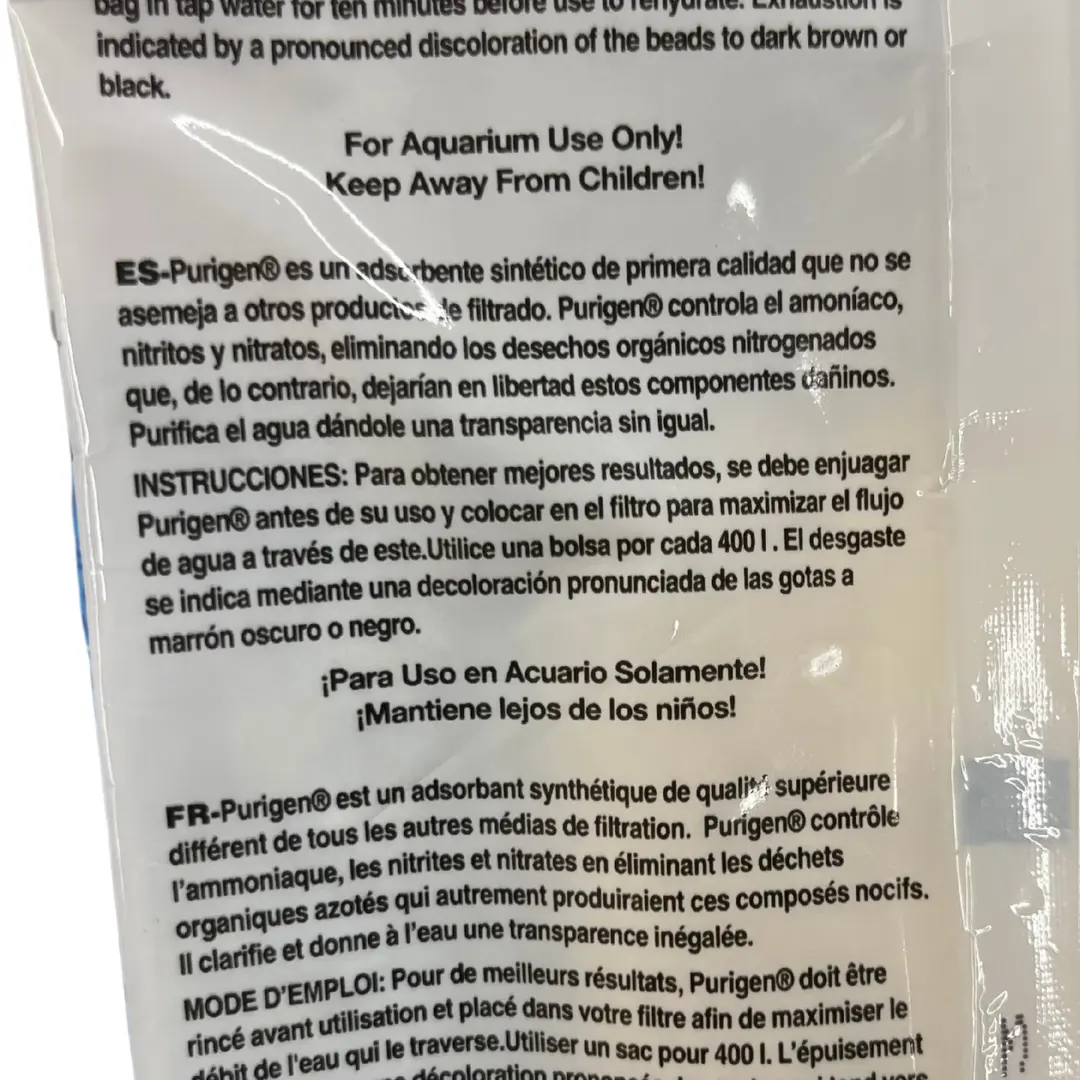 bag in tap water for ten minutes before use to rehydrate. Exhaustion is
indicated by a pronounced discoloration of the beads to dark brown or
black.
For Aquarium Use Only!
Keep Away From Children!
ES-Purigen® es un adsorbente sintético de primera calidad que no se
asemeja a otros productos de filtrado. Purigen® controla el amoníaco,
nitritos y nitratos, eliminando los desechos orgánicos nitrogenados
que, de lo contrario, dejarían en libertad estos componentes dañinos.
Purifica el agua dándole una transparencia sin igual.
INSTRUCCIONES: Para obtener mejores resultados, se debe enjuagar
Purigen® antes de su uso y colocar en el filtro para maximizar el flujo
de agua a través de este.Utilice una bolsa por cada 400 l. El desgaste
se indica mediante una decoloración pronunciada de las gotas a
marrón oscuro o negro.
¡Para Uso en Acuario Solamente!
¡Mantiene lejos de los niños!
FR-Purigen® est un adsorbant synthétique de qualité supérieure
différent de tous les autres médias de filtration. Purigen® contrôle
l'ammoniaque, les nitrites et nitrates en éliminant les déchets
organiques azotés qui autrement produiraient ces composés nocifs.
Il clarifie et donne à l'eau une transparence inégalée.
MODE D'EMPLOI: Pour de meilleurs résultats, Purigen® doit être
rincé avant utilisation et placé dans votre filtre afin de maximiser le
débit de l'eau qui le traverse.Utiliser un sac pour 400 l. L'épuisement
décoloration